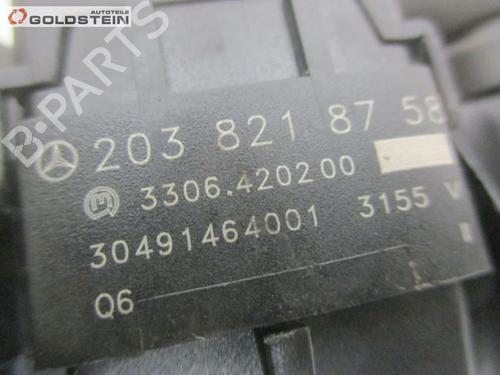 AUTOTEILE
GOLDSTEIN
B-PARTS
203 821 87 58
3306.420200
30491464001 3155 V
Q6